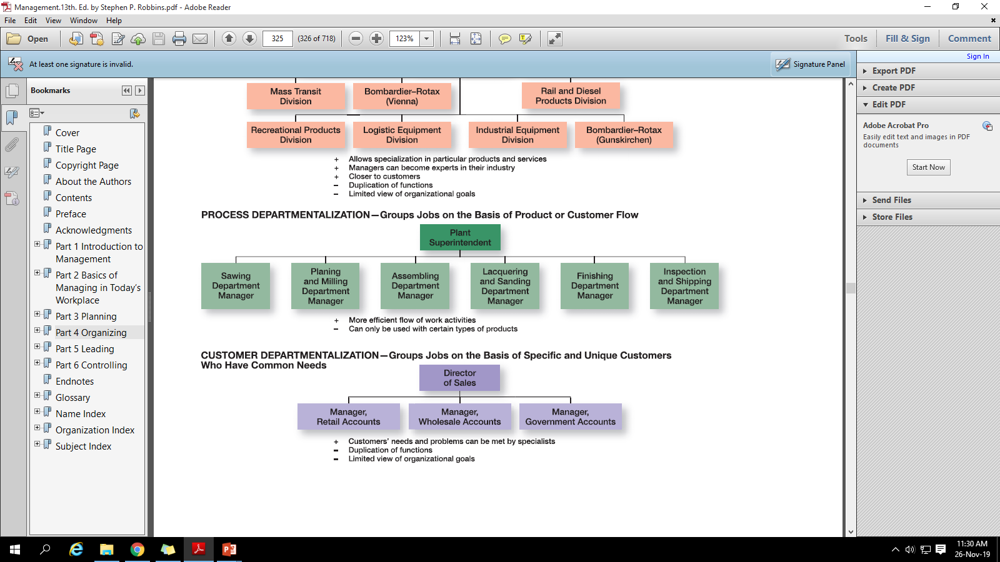 Management.13th. Ed. by Stephen P. Robbins.pdf - Adobe Reader
File Edit View Window Help
Open 325 (326 of 718) 123% Tools Fill & Sign Comment
At least one signature is invalid. Signature Panel
Sign In
Bookmarks
Cover
Title Page
Copyright Page
About the Authors
Contents
Preface
Acknowledgments
Part 1 Introduction to
Management
Part 2 Basics of
Managing in Today's
Workplace
Part 3 Planning
Part 4 Organizing
Part 5 Leading
Part 6 Controlling
Endnotes
Glossary
Name Index
Organization Index
Subject Index
Mass Transit
Division
Bombardier–Rotax
(Vienna)
Rail and Diesel
Products Division
Recreational Products
Division
Logistic Equipment
Division
Industrial Equipment
Division
Bombardier–Rotax
(Gunskirchen)
+ Allows specialization in particular products and services
+ Managers can become experts in their industry
+ Closer to customers
– Duplication of functions
– Limited view of organizational goals
PROCESS DEPARTMENTALIZATION—Groups Jobs on the Basis of Product or Customer Flow
Plant
Superintendent
Sawing
Department
Manager
Planing
and Milling
Department
Manager
Assembling
Department
Manager
Lacquering
and Sanding
Department
Manager
Finishing
Department
Manager
Inspection
and Shipping
Department
Manager
+ More efficient flow of work activities
– Can only be used with certain types of products
CUSTOMER DEPARTMENTALIZATION—Groups Jobs on the Basis of Specific and Unique Customers
Who Have Common Needs
Director
of Sales
Manager,
Retail Accounts
Manager,
Wholesale Accounts
Manager,
Government Accounts
+ Customers' needs and problems can be met by specialists
– Duplication of functions
– Limited view of organizational goals
Export PDF
Create PDF
Edit PDF
Adobe Acrobat Pro
Easily edit text and images in PDF
documents
Start Now
Send Files
Store Files
11:30 AM
26-Nov-19